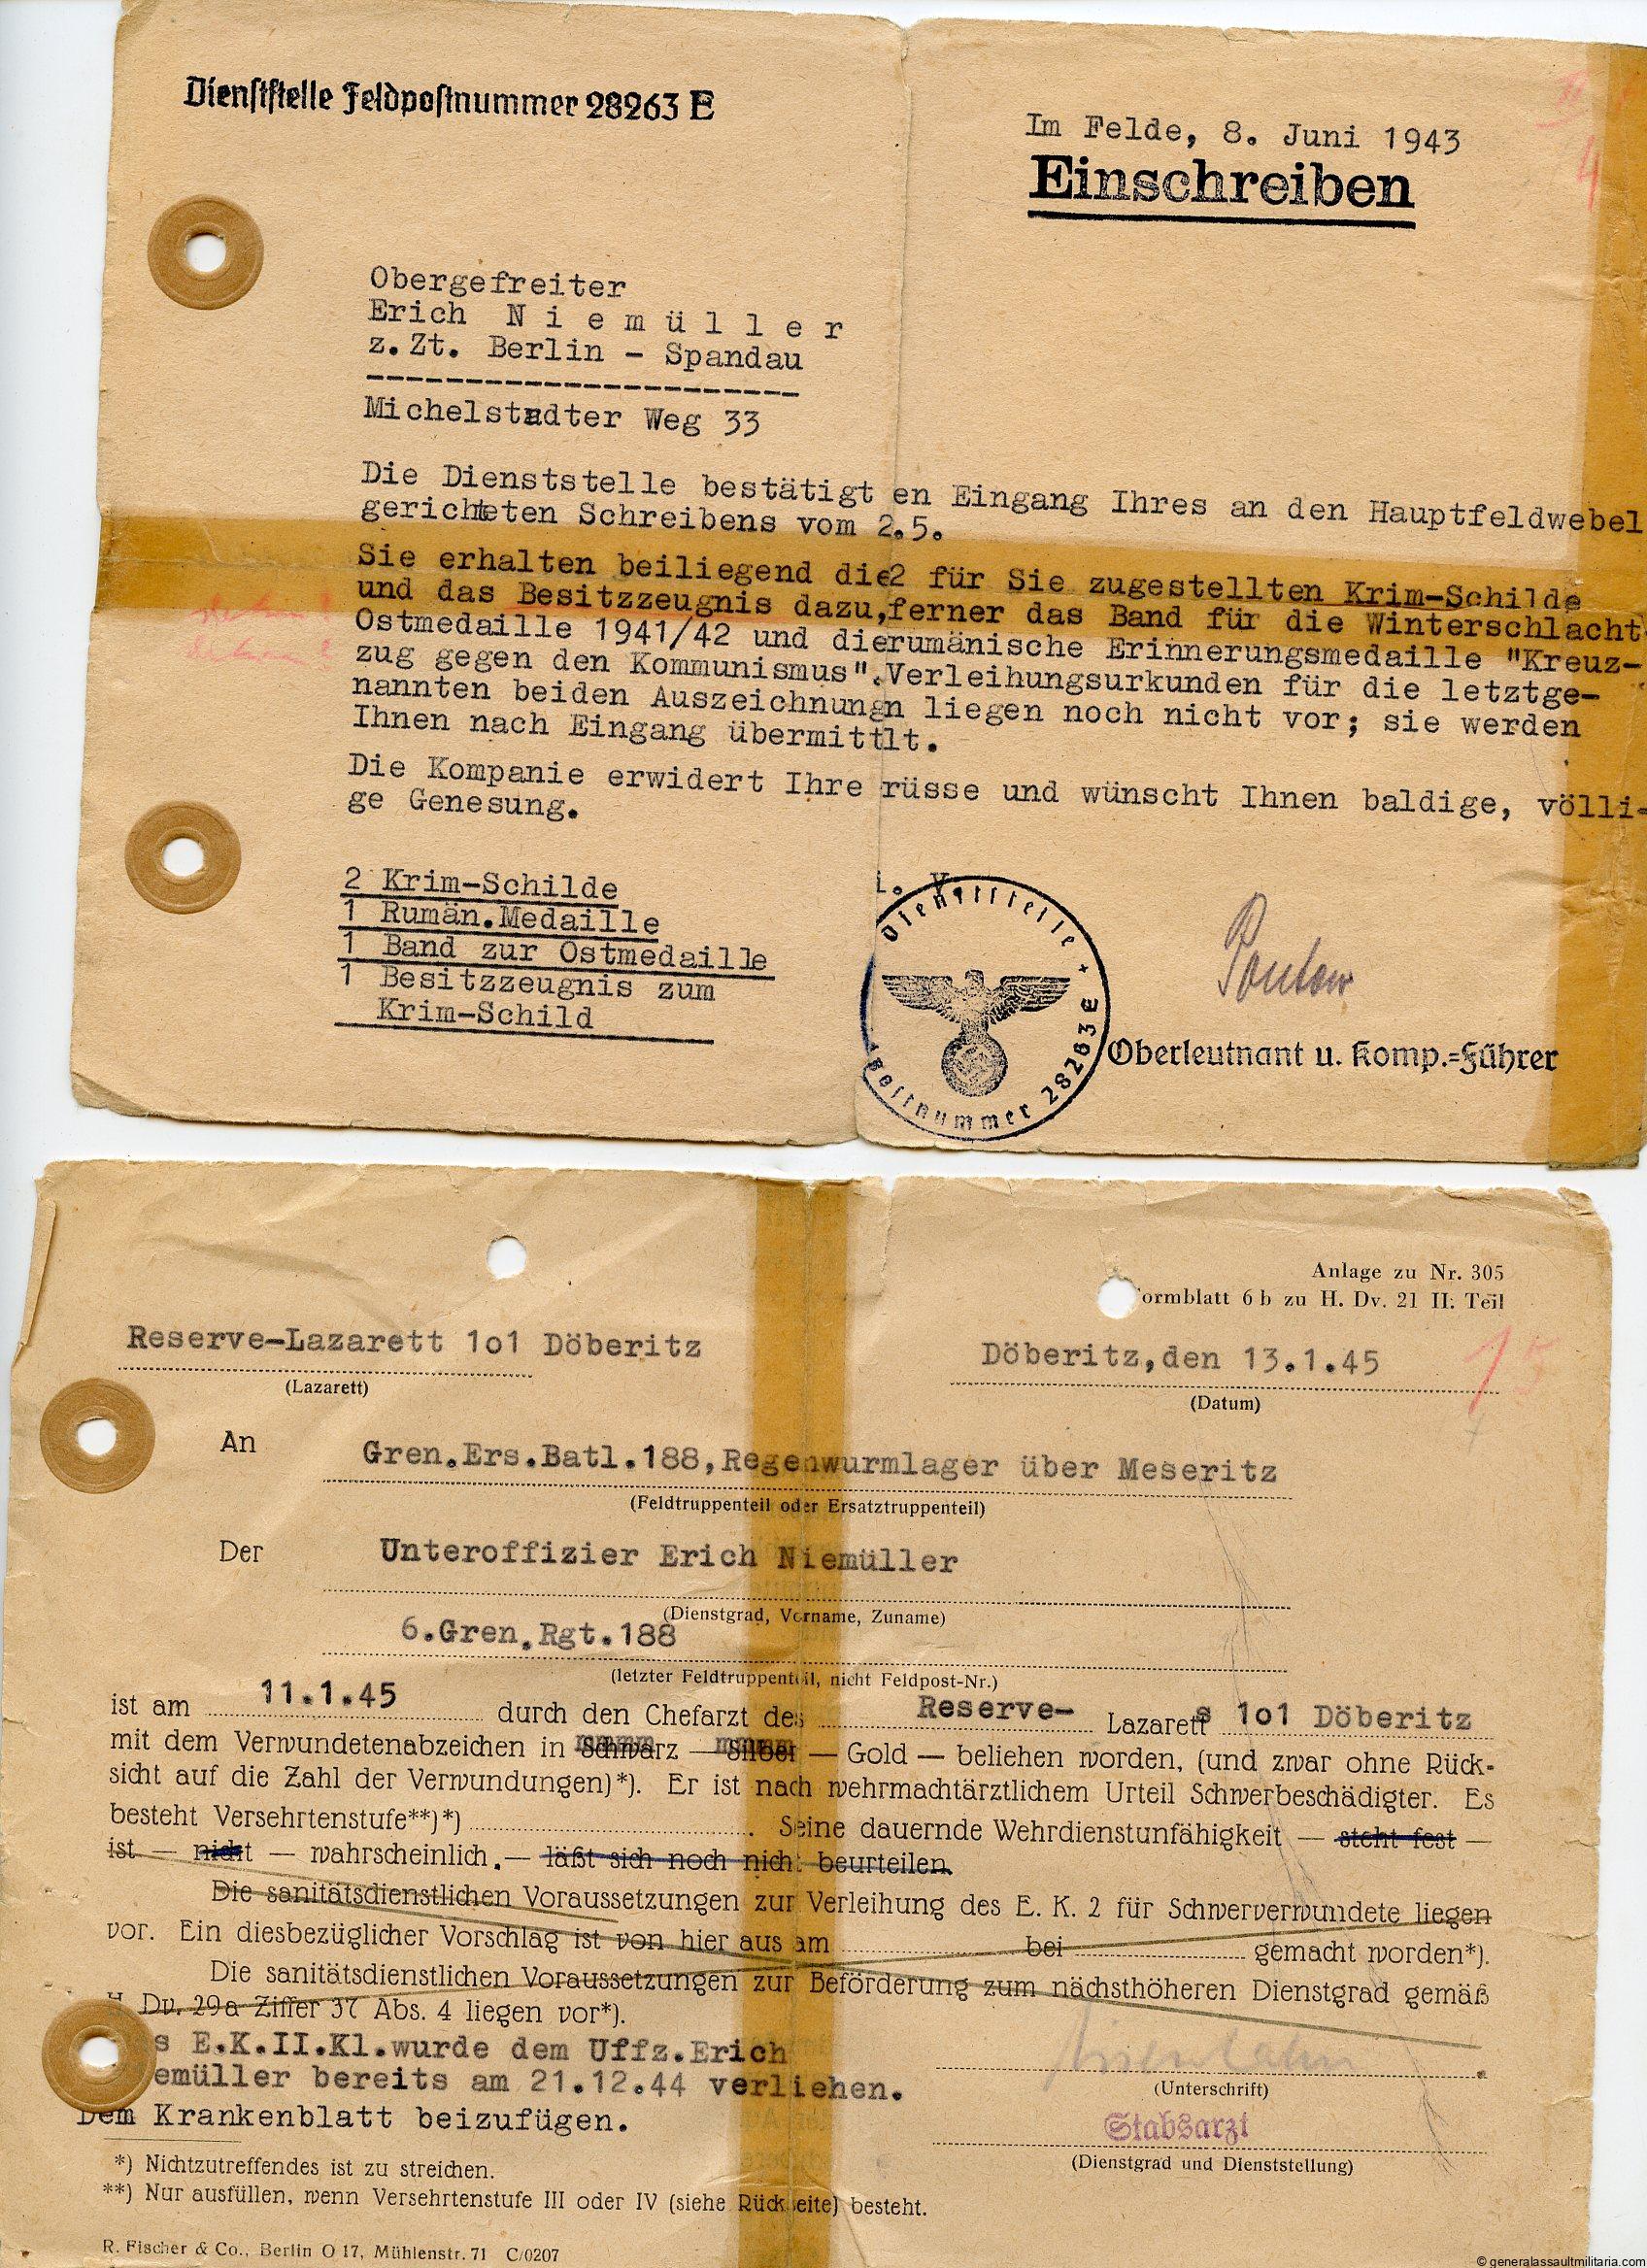 Dienststelle Feldpostnummer 28263 E
Im Felde, 8. Juni 1943
Einschreiben
Obergefreiter
Erich N i e m ü l l e r
z.Zt. Berlin - Spandau
-----------------------
Michelstadter Weg 33
Die Dienststelle bestätigt en Eingang Ihres an den Hauptfeldwebel
gerichteten Schreibens vom 2.5.
Sie erhalten beiliegend die2 für Sie zugestellten Krim-Schilde
und das Besitzzeugnis dazu,ferner das Band für die Winterschlacht
Ostmedaille 1941/42 und dierumänische Erinnerungsmedaille "Kreuz-
zug gegen den Kommunismus".Verleihungsurkunden für die letztge-
nannten beiden Auszeichnungn liegen noch nicht vor; sie werden
Ihnen nach Eingang übermittlt.
Die Kompanie erwidert Ihre rüsse und wünscht Ihnen baldige, völli-
ge Genesung.
2 Krim-Schilde
1 Rumän.Medaille
1 Band zur Ostmedaille
1 Besitzzeugnis zum
Krim-Schild
Dienststelle + postnummer 28263E
Oberleutnant u. Komp.=Führer
Anlage zu Nr. 305
ormblatt 6 b zu H. Dv. 21 II. Teil
Reserve-Lazarett 1o1 Döberitz
(Lazarett)
Döberitz,den 13.1.45
(Datum)
15
An Gren.Ers.Batl.188,Regenwurmlager über Meseritz
(Feldtruppenteil oder Ersatztruppenteil)
Der Unteroffizier Erich Niemüller
(Dienstgrad, Vorname, Zuname)
6.Gren.Rgt.188
(letzter Feldtruppenteil, nicht Feldpost-Nr.)
ist am 11.1.45 durch den Chefarzt des Reserve- Lazaretts 1o1 Döberitz
mit dem Verwundetenabzeichen in Schwarz — Silber — Gold — beliehen worden, (und zwar ohne Rück-
sicht auf die Zahl der Verwundungen)*). Er ist nach wehrmachtärztlichem Urteil Schwerbeschädigter. Es
besteht Versehrtenstufe**)*) . Seine dauernde Wehrdienstunfähigkeit — steht fest —
ist — nicht — wahrscheinlich.— läßt sich noch nicht beurteilen.
Die sanitätsdienstlichen Voraussetzungen zur Verleihung des E. K. 2 für Schwerverwundete liegen
vor. Ein diesbezüglicher Vorschlag ist von hier aus am bei gemacht worden*).
Die sanitätsdienstlichen Voraussetzungen zur Beförderung zum nächsthöheren Dienstgrad gemäß
H Dv. 29a Ziffer 37 Abs. 4 liegen vor*).
s E.K.II.Kl.wurde dem Uffz.Erich
emüller bereits am 21.12.44 verliehen.
Dem Krankenblatt beizufügen.
(Unterschrift)
Stabsarzt
(Dienstgrad und Dienststellung)
*) Nichtzutreffendes ist zu streichen.
**) Nur ausfüllen, wenn Versehrtenstufe III oder IV (siehe Rückseite) besteht.
R. Fischer & Co., Berlin O 17, Mühlenstr. 71 C/0207
© generalassaultmilitaria.com